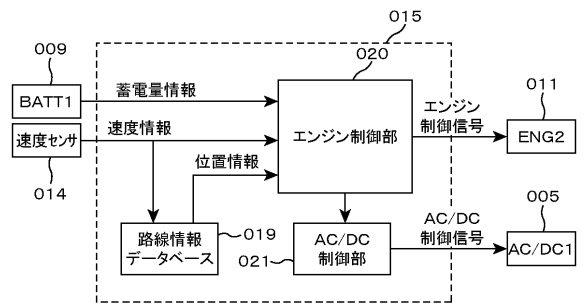 015
009
020
011
BATT1
蓄電量情報
エンジン
制御信号
ENG2
速度センサ
速度情報
エンジン制御部
014
位置情報
路線情報
データベース
019
021
AC/DC
制御部
AC/DC
制御信号
005
AC/DC1